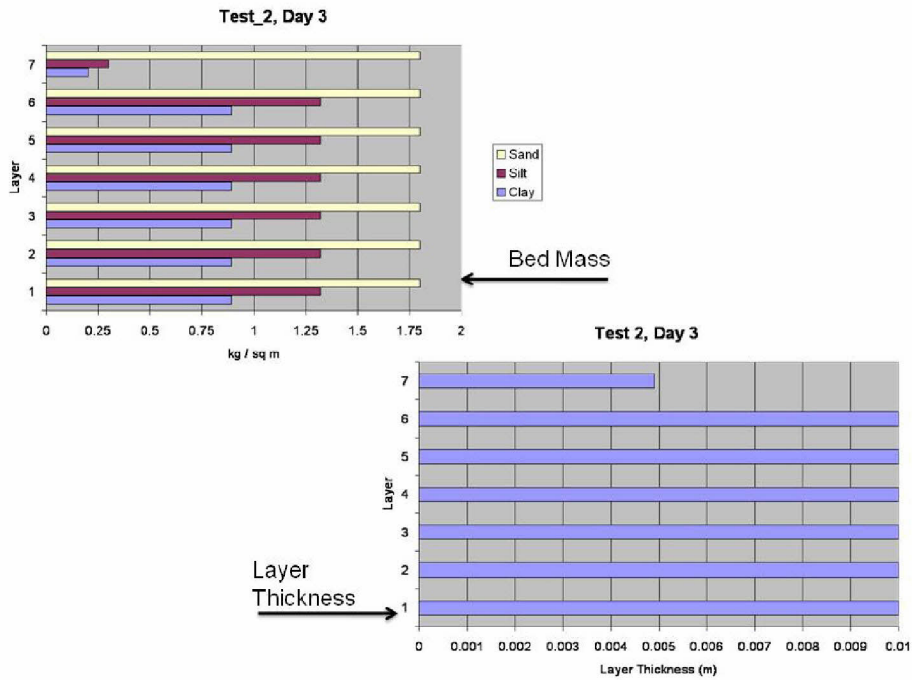 Test_2, Day 3
7
6
5
4
3
2
1
Layer
0 0.25 0.5 0.75 1 1.25 1.5 1.75 2
kg / sq m
Sand
Silt
Clay
Bed Mass
Test 2, Day 3
7
6
5
4
3
2
1
Layer
Layer
Thickness
0 0.001 0.002 0.003 0.004 0.005 0.006 0.007 0.008 0.009 0.01
Layer Thickness (m)